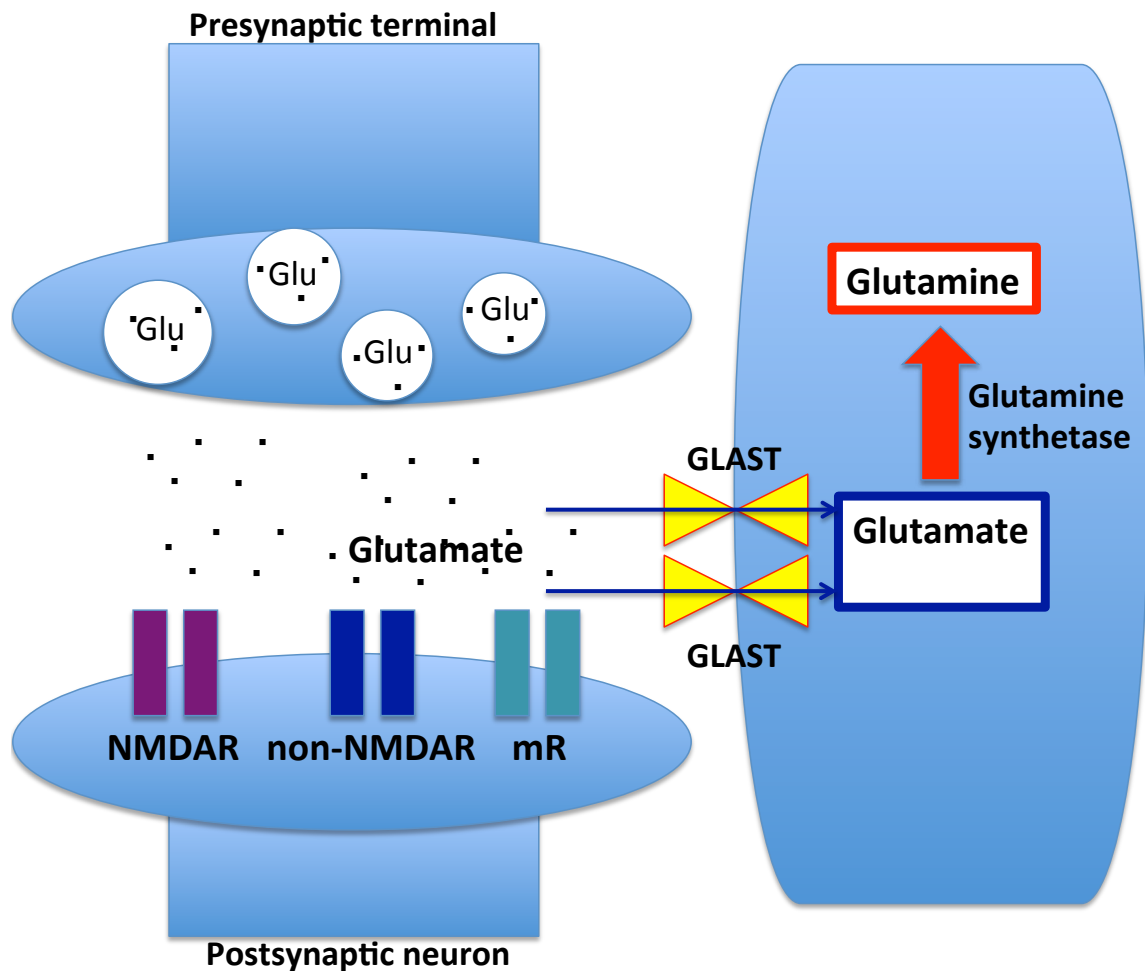 Presynaptic terminal
Glu
Glu
Glu
Glu
Glutamate
NMDAR
non-NMDAR
mR
Postsynaptic neuron
GLAST
GLAST
Glutamine
Glutamine
synthetase
Glutamate